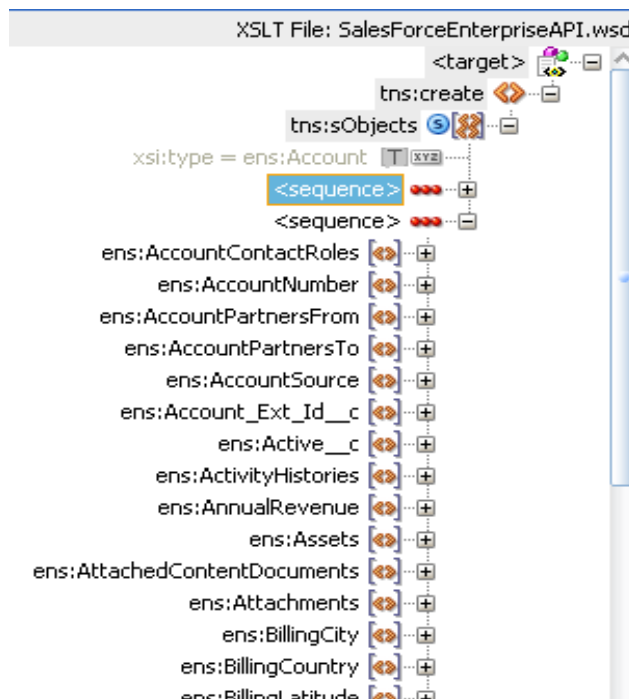 XSLT File: SalesForceEnterpriseAPI.wsd
<target>
tns:create
tns:sObjects
xsi:type = ens:Account
<sequence>
<sequence>
ens:AccountContactRoles
ens:AccountNumber
ens:AccountPartnersFrom
ens:AccountPartnersTo
ens:AccountSource
ens:Account_Ext_Id__c
ens:Active__c
ens:ActivityHistories
ens:AnnualRevenue
ens:Assets
ens:AttachedContentDocuments
ens:Attachments
ens:BillingCity
ens:BillingCountry
ens:BillingLatitude